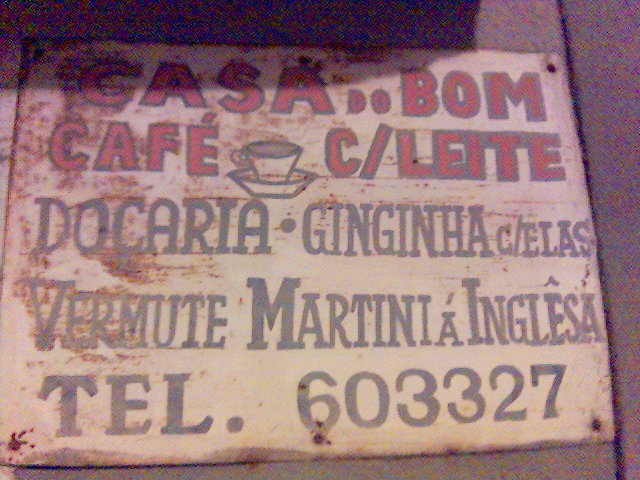 CASA DO BOM
CAFÉ C/LEITE
DOÇARIA · GINGINHA C/ELAS
VERMUTE MARTINI Á INGLÊSA
TEL. 603327